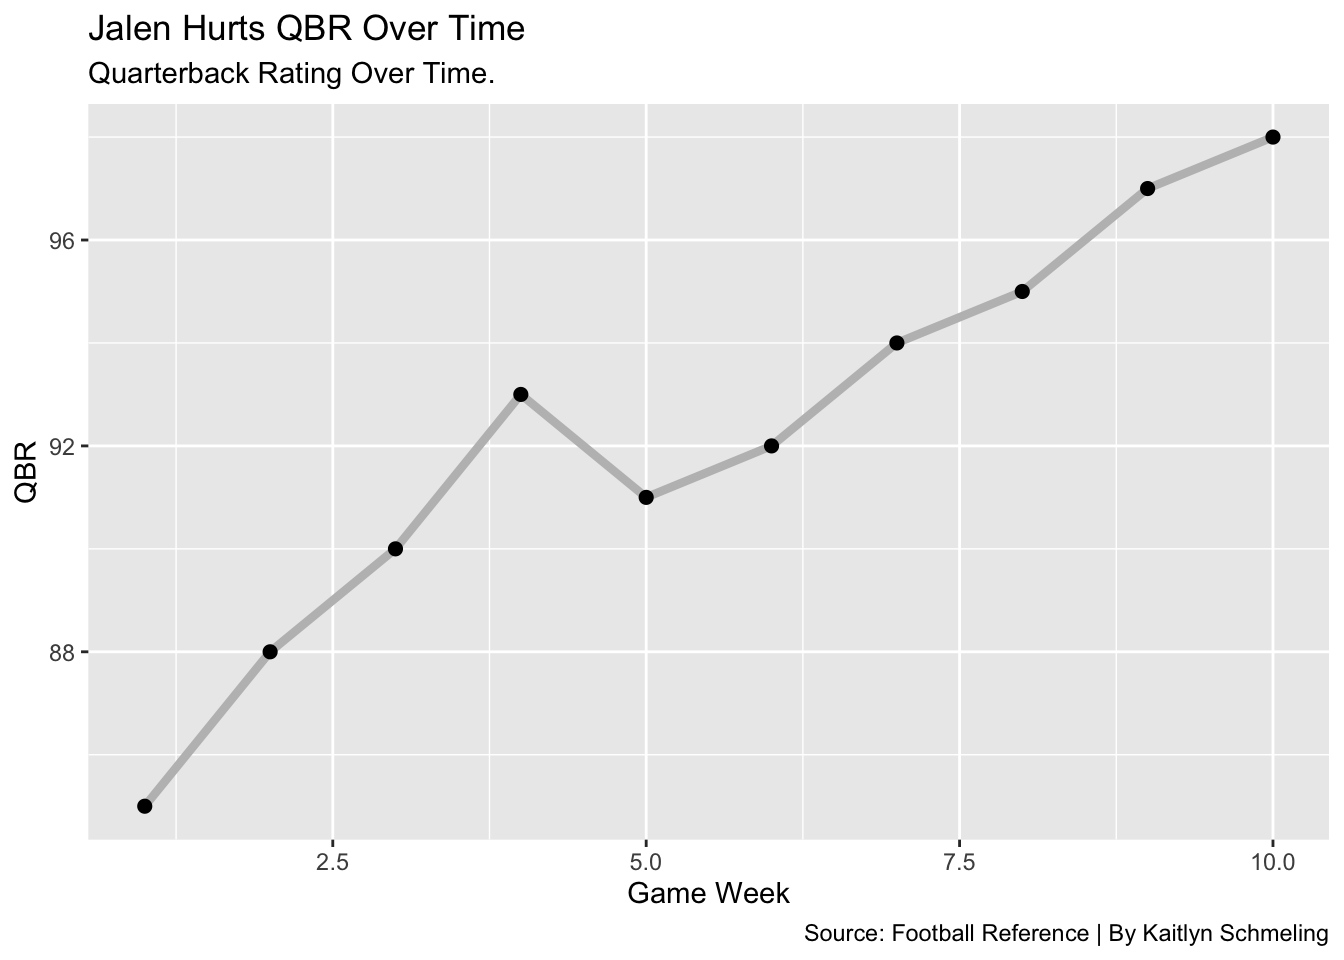 Jalen Hurts QBR Over Time
Quarterback Rating Over Time.
96
92
88
QBR
2.5 5.0 7.5 10.0
Game Week
Source: Football Reference | By Kaitlyn Schmeling